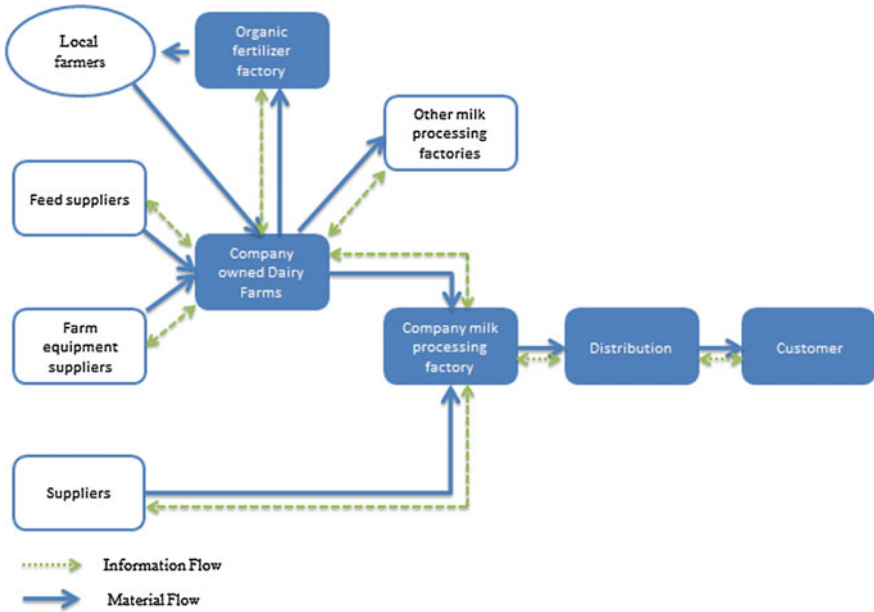 Local
farmers
Organic
fertilizer
factory
Other milk
processing
factories
Feed suppliers
Company
owned Dairy
Farms
Farm
equipment
suppliers
Company milk
processing
factory
Distribution
Customer
Suppliers
Information Flow
Material Flow